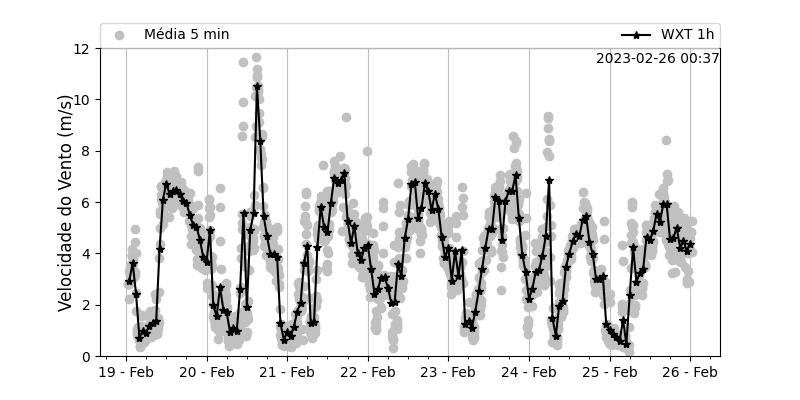 Média 5 min
WXT 1h
2023-02-26 00:37
Velocidade do Vento (m/s)
12
10
8
6
4
2
0
19 - Feb
20 - Feb
21 - Feb
22 - Feb
23 - Feb
24 - Feb
25 - Feb
26 - Feb